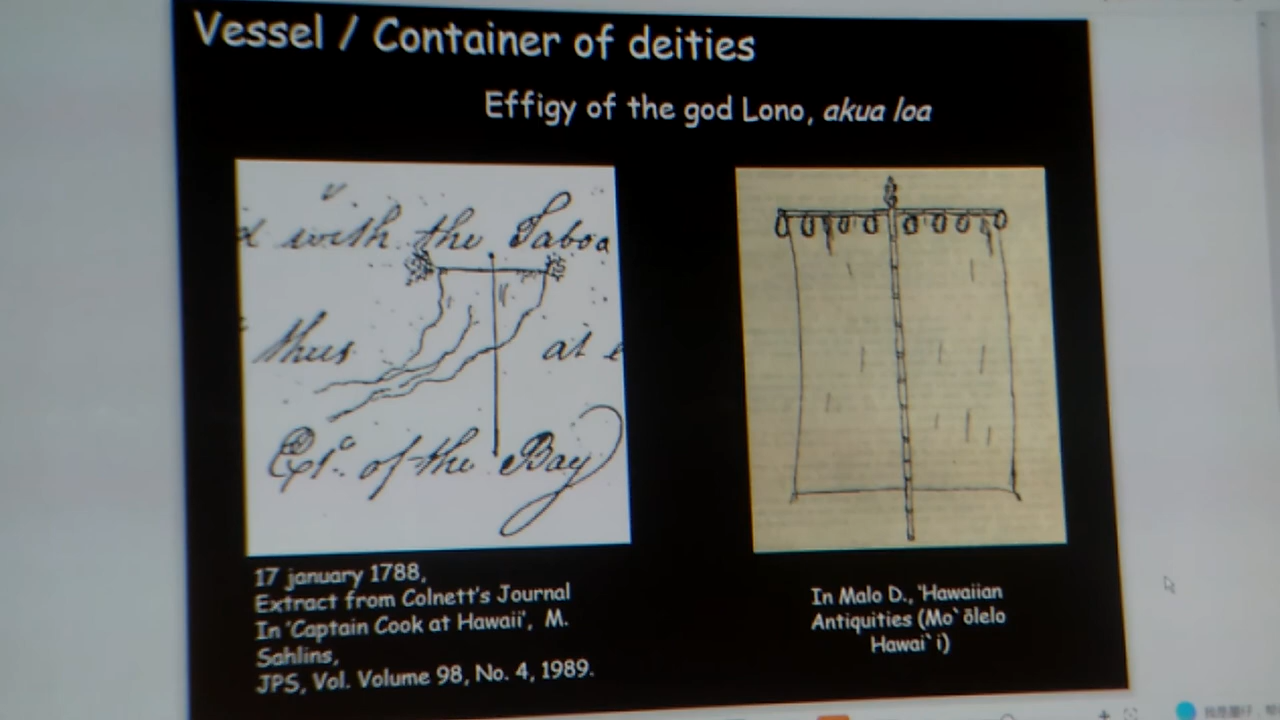 Vessel / Container of deities
Effigy of the god Lono, akua loa
with the Taboa
thus at
Extr. of the Bay
17 january 1788,
Extract from Colnett's Journal
In 'Captain Cook at Hawaii', M.
Sahlins,
JPS, Vol. Volume 98, No. 4, 1989.
In Malo D., 'Hawaiian
Antiquities (Mo`ōlelo
Hawai`i)